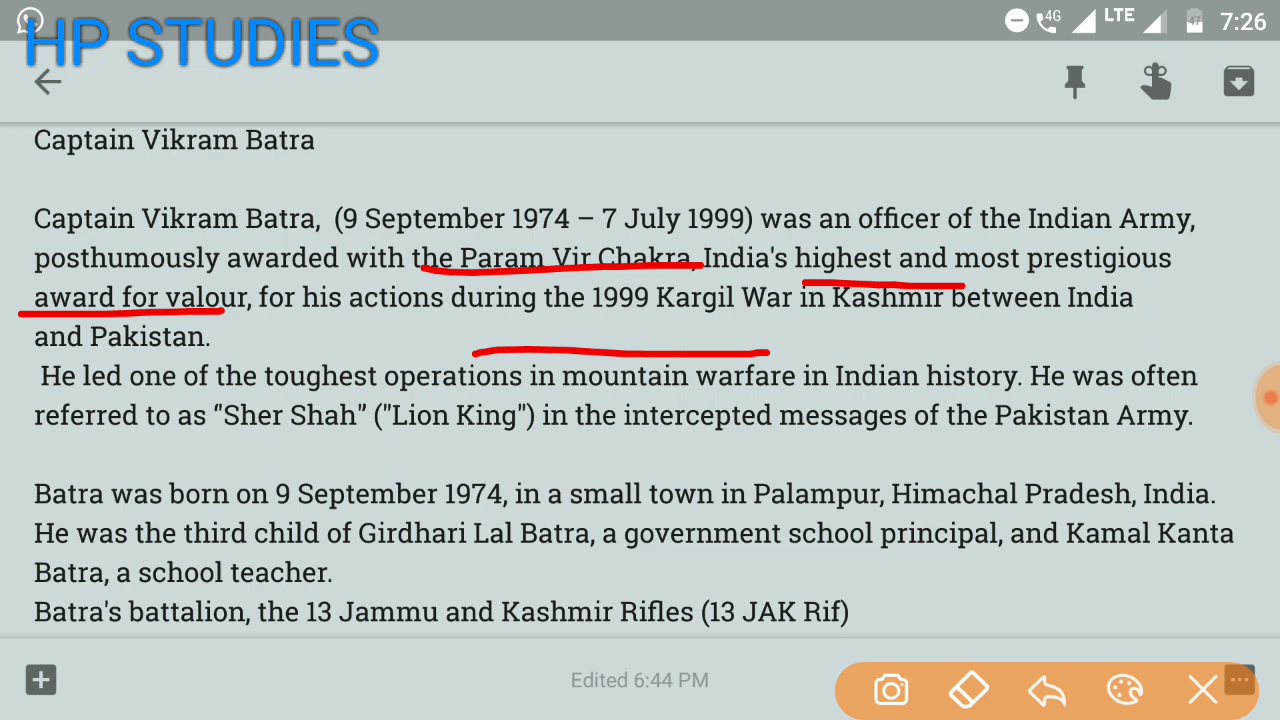 HP STUDIES
4G LTE 47 7:26
Captain Vikram Batra
Captain Vikram Batra,  (9 September 1974 – 7 July 1999) was an officer of the Indian Army,
posthumously awarded with the Param Vir Chakra, India's highest and most prestigious
award for valour, for his actions during the 1999 Kargil War in Kashmir between India
and Pakistan.
He led one of the toughest operations in mountain warfare in Indian history. He was often
referred to as “Sher Shah” ("Lion King") in the intercepted messages of the Pakistan Army.
Batra was born on 9 September 1974, in a small town in Palampur, Himachal Pradesh, India.
He was the third child of Girdhari Lal Batra, a government school principal, and Kamal Kanta
Batra, a school teacher.
Batra's battalion, the 13 Jammu and Kashmir Rifles (13 JAK Rif)
Edited 6:44 PM